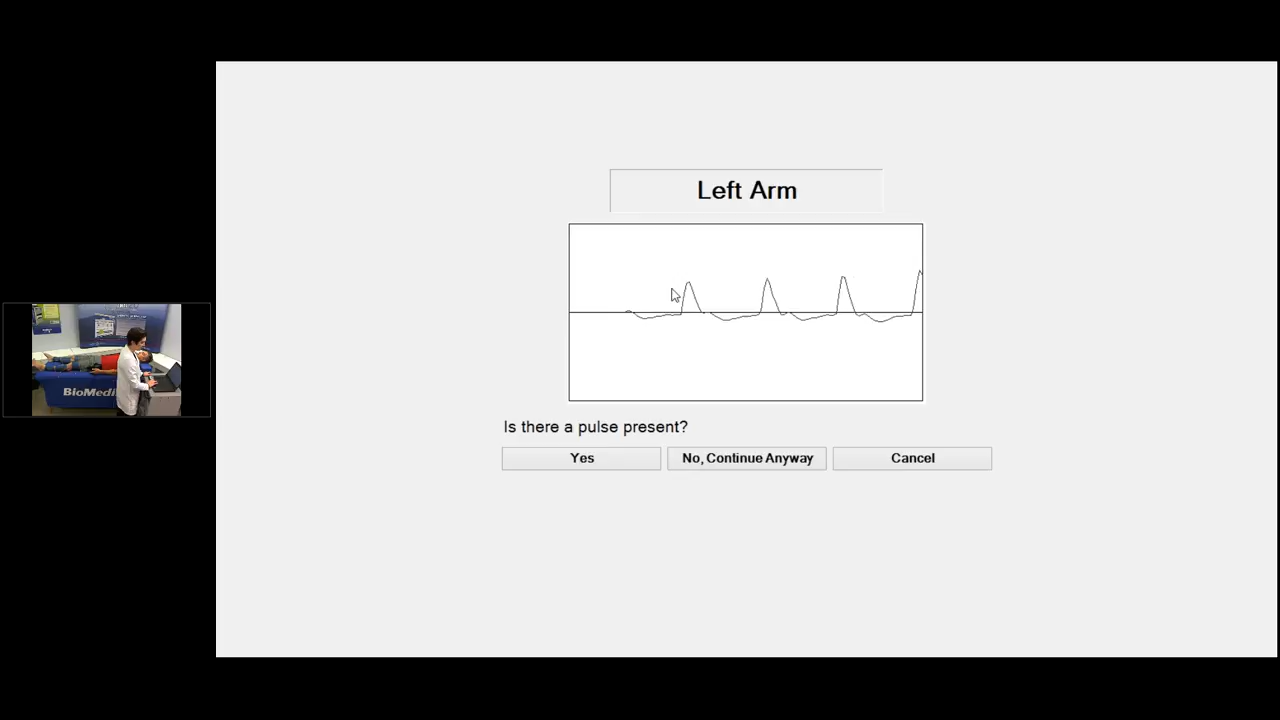 Left Arm
Is there a pulse present?
Yes
No, Continue Anyway
Cancel
BioMedi